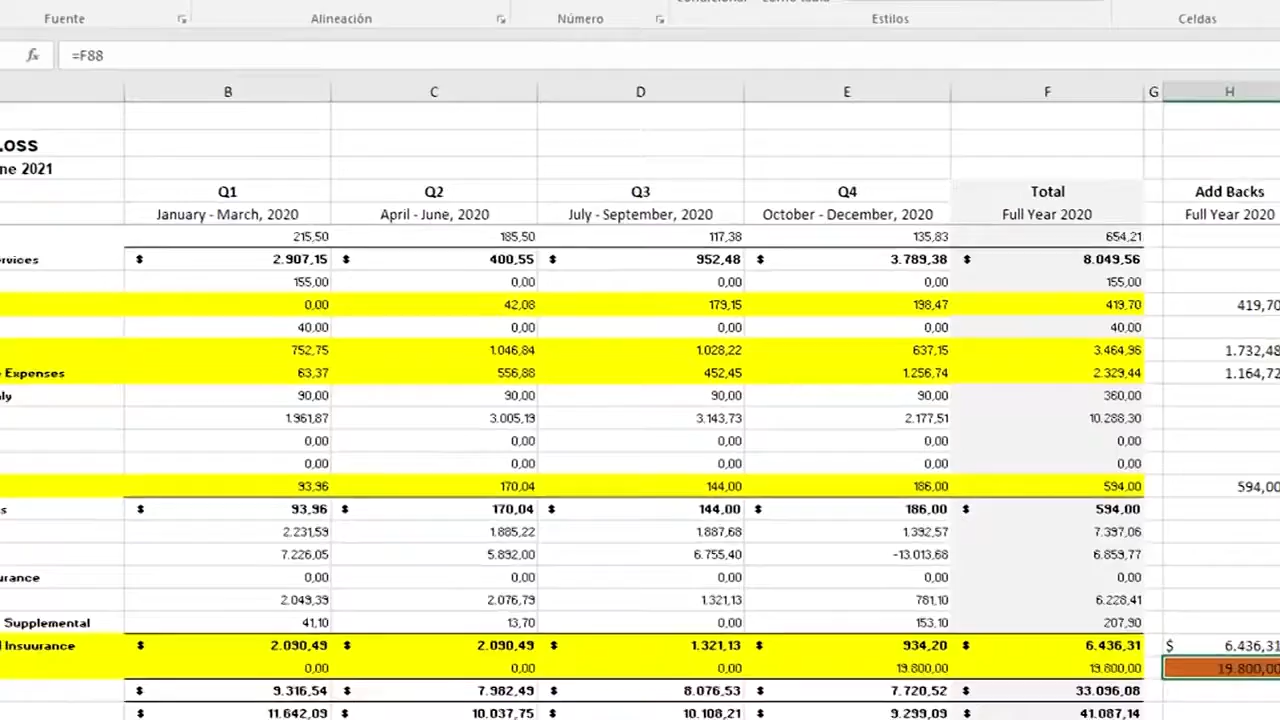 Fuente Alineación Número Estilos Celdas
fx =F88
B C D E F G H
Loss
ne 2021
Q1 Q2 Q3 Q4 Total Add Backs
January - March, 2020 April - June, 2020 July - September, 2020 October - December, 2020 Full Year 2020 Full Year 2020
215,50 185,50 117,38 135,83 654,21
rvices $ 2.907,15 $ 400,55 $ 952,48 $ 3.789,38 $ 8.049,56
155,00 0,00 0,00 0,00 155,00
0,00 42,08 179,15 198,47 419,70 419,70
40,00 0,00 0,00 0,00 40,00
752,75 1.046,84 1.028,22 637,15 3.464,96 1.732,48
Expenses 63,37 556,88 452,45 1.256,74 2.329,44 1.164,72
ly 90,00 90,00 90,00 90,00 360,00
1.961,87 3.005,19 3.143,73 2.177,51 10.288,30
0,00 0,00 0,00 0,00 0,00
0,00 0,00 0,00 0,00 0,00
93,96 170,04 144,00 186,00 594,00 594,00
s $ 93,96 $ 170,04 $ 144,00 $ 186,00 $ 594,00
2.231,59 1.885,22 1.887,68 1.392,57 7.397,06
7.226,05 5.892,00 6.755,40 -13.013,68 6.859,77
urance 0,00 0,00 0,00 0,00 0,00
2.049,39 2.076,79 1.321,13 781,10 6.228,41
Supplemental 41,10 13,70 0,00 153,10 207,90
l Insuurance $ 2.090,49 $ 2.090,49 $ 1.321,13 $ 934,20 $ 6.436,31 $ 6.436,31
0,00 0,00 0,00 19.800,00 19.800,00 19.800,00
$ 9.316,54 $ 7.982,49 $ 8.076,53 $ 7.720,52 $ 33.096,08
$ 11.642,09 $ 10.037,75 $ 10.108,21 $ 9.299,09 $ 41.087,14